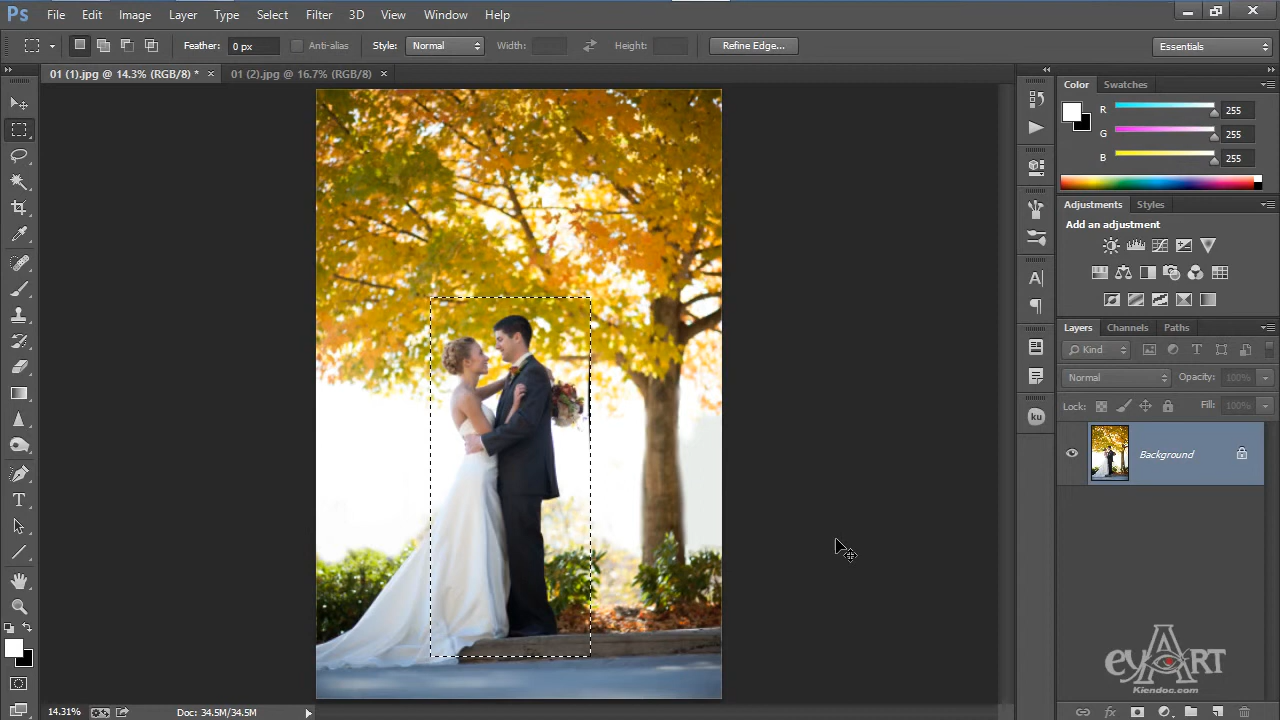 Ps File Edit Image Layer Type Select Filter 3D View Window Help
Feather: 0 px Anti-alias Style: Normal Width: Height: Refine Edge... Essentials
01 (1).jpg @ 14.3% (RGB/8) * × 01 (2).jpg @ 16.7% (RGB/8) ×
Color Swatches
R 255
G 255
B 255
Adjustments Styles
Add an adjustment
Layers Channels Paths
Kind
Normal Opacity: 100%
Lock: Fill: 100%
Background
ku
eyART
Kiendoc.com
14.31% Doc: 34.5M/34.5M